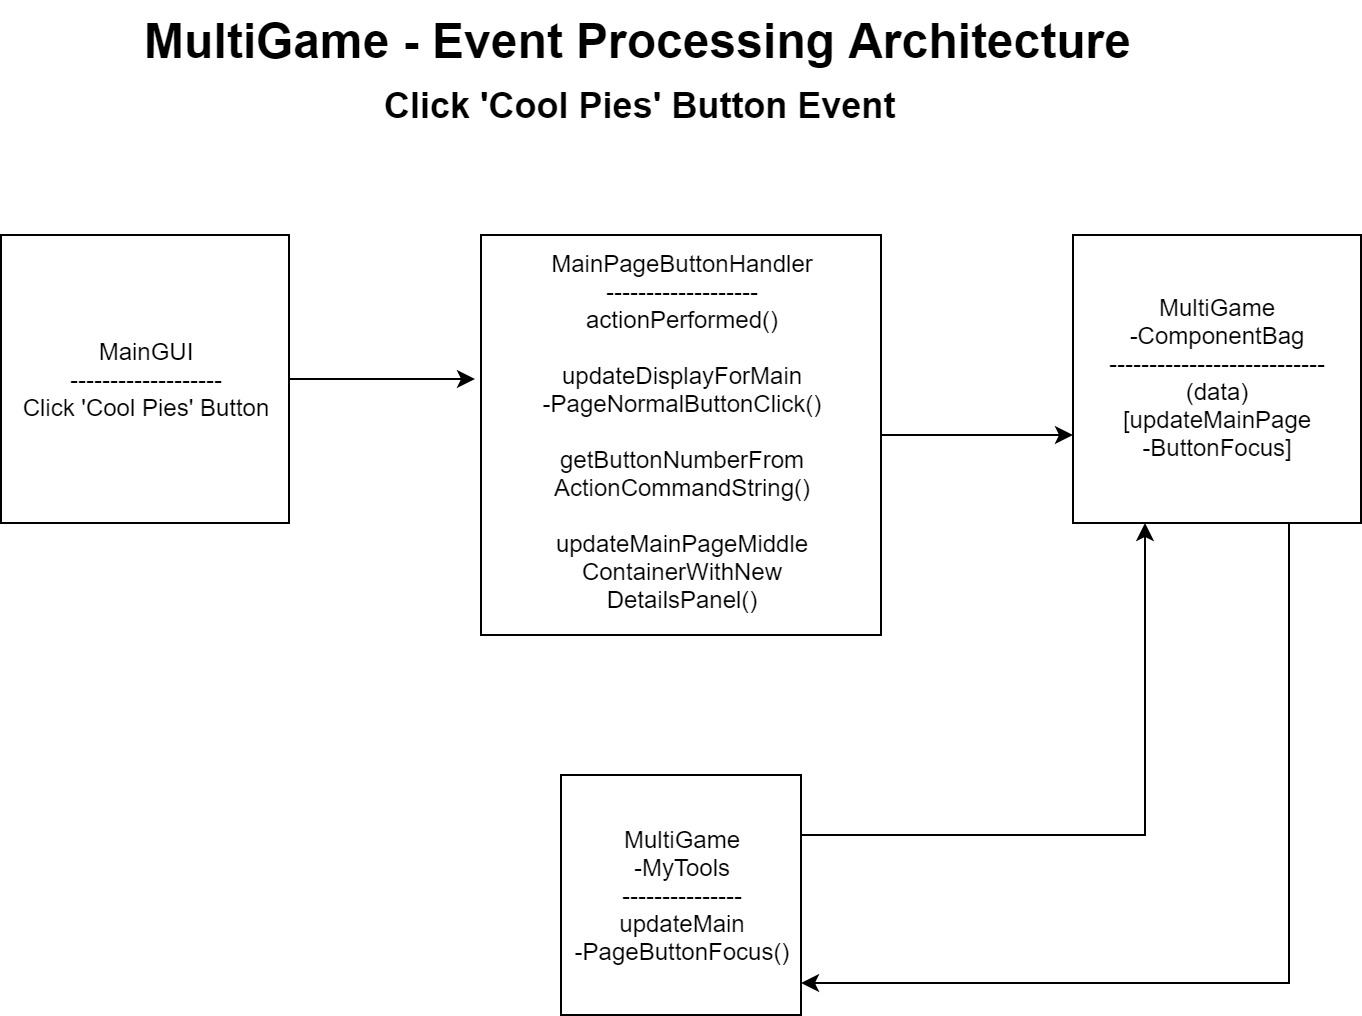 MultiGame - Event Processing Architecture
Click 'Cool Pies' Button Event
MainGUI
-------------------
Click 'Cool Pies' Button
MainPageButtonHandler
-------------------
actionPerformed()
updateDisplayForMain
-PageNormalButtonClick()
getButtonNumberFrom
ActionCommandString()
updateMainPageMiddle
ContainerWithNew
DetailsPanel()
MultiGame
-ComponentBag
---------------------------
(data)
[updateMainPage
-ButtonFocus]
MultiGame
-MyTools
---------------
updateMain
-PageButtonFocus()